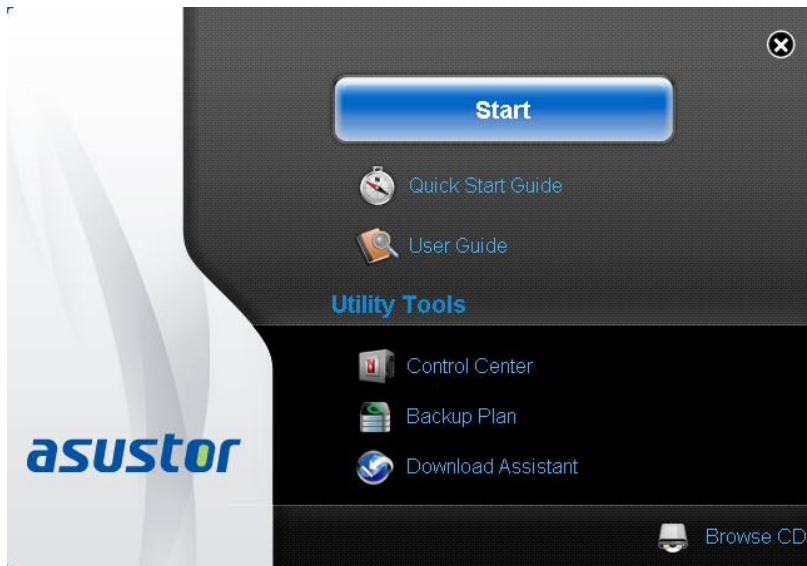 Start
Quick Start Guide
User Guide
Utility Tools
Control Center
Backup Plan
Download Assistant
asustor
Browse CD